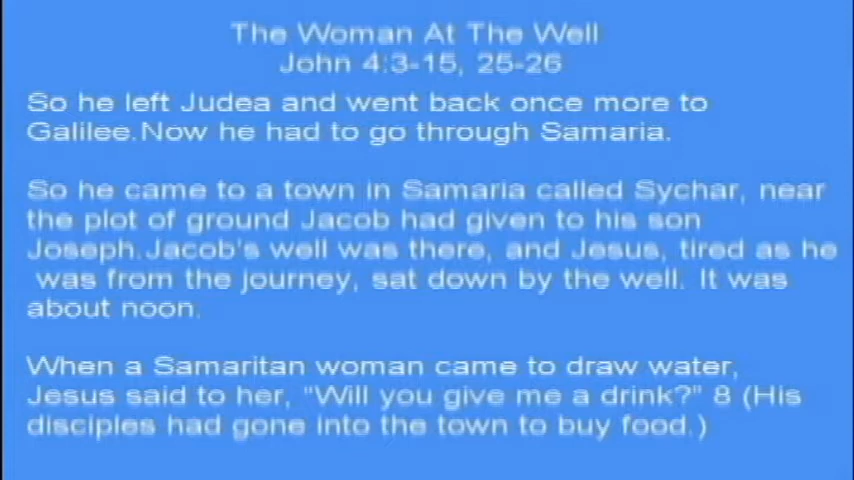 The Woman At The Well
John 4:3-15, 25-26
So he left Judea and went back once more to
Galilee.Now he had to go through Samaria.
So he came to a town in Samaria called Sychar, near
the plot of ground Jacob had given to his son
Joseph.Jacob's well was there, and Jesus, tired as he
was from the journey, sat down by the well. It was
about noon.
When a Samaritan woman came to draw water,
Jesus said to her, "Will you give me a drink?" 8 (His
disciples had gone into the town to buy food.)